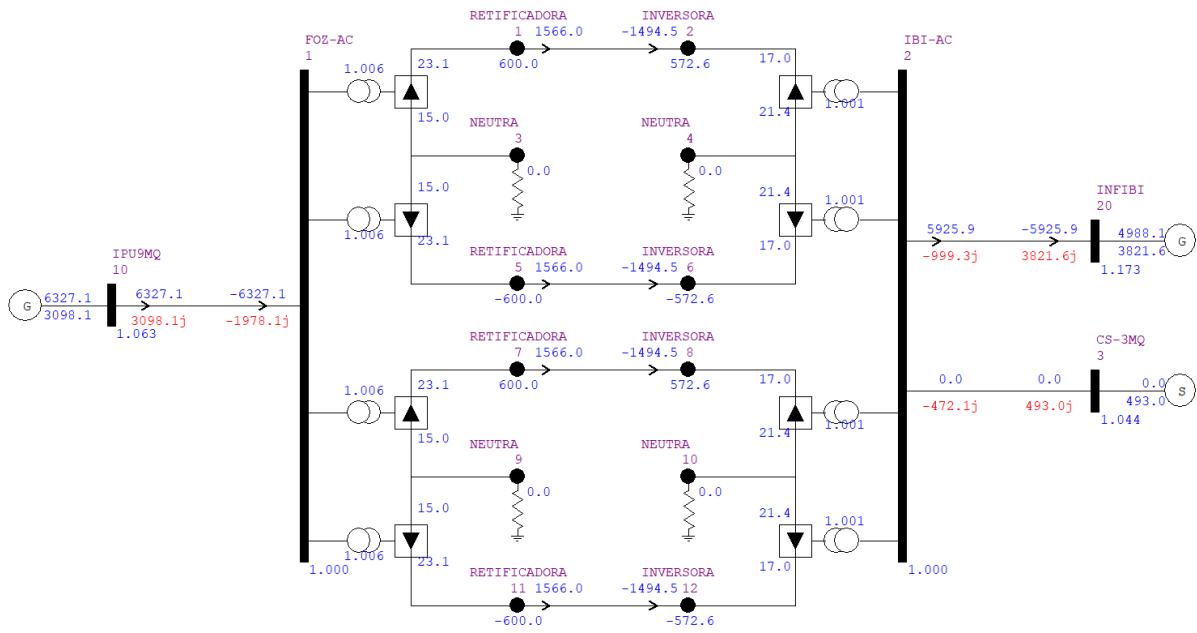 RETIFICADORA INVERSORA
1 1566.0 -1494.5 2
FOZ-AC IBI-AC
1 2
600.0 572.6
23.1 17.0
1.006 1.001
15.0 21.4
NEUTRA NEUTRA
3 4
0.0 0.0
15.0 21.4
1.006 1.001
23.1 17.0
INFIBI
20
5925.9 -5925.9 4988.1
G
-999.3j 3821.6j 3821.6
1.173
RETIFICADORA INVERSORA
5 1566.0 -1494.5 6
-600.0 -572.6
IPU9MQ
10
6327.1 6327.1 -6327.1
G
3098.1 3098.1j -1978.1j
1.063
RETIFICADORA INVERSORA
7 1566.0 -1494.5 8
600.0 572.6
CS-3MQ
3
0.0 0.0 0.0
S
-472.1j 493.0j 493.0
1.044
23.1 17.0
1.006 1.001
15.0 21.4
NEUTRA NEUTRA
9 10
0.0 0.0
15.0 21.4
1.006 1.001
23.1 17.0
1.000 1.000
RETIFICADORA INVERSORA
11 1566.0 -1494.5 12
-600.0 -572.6